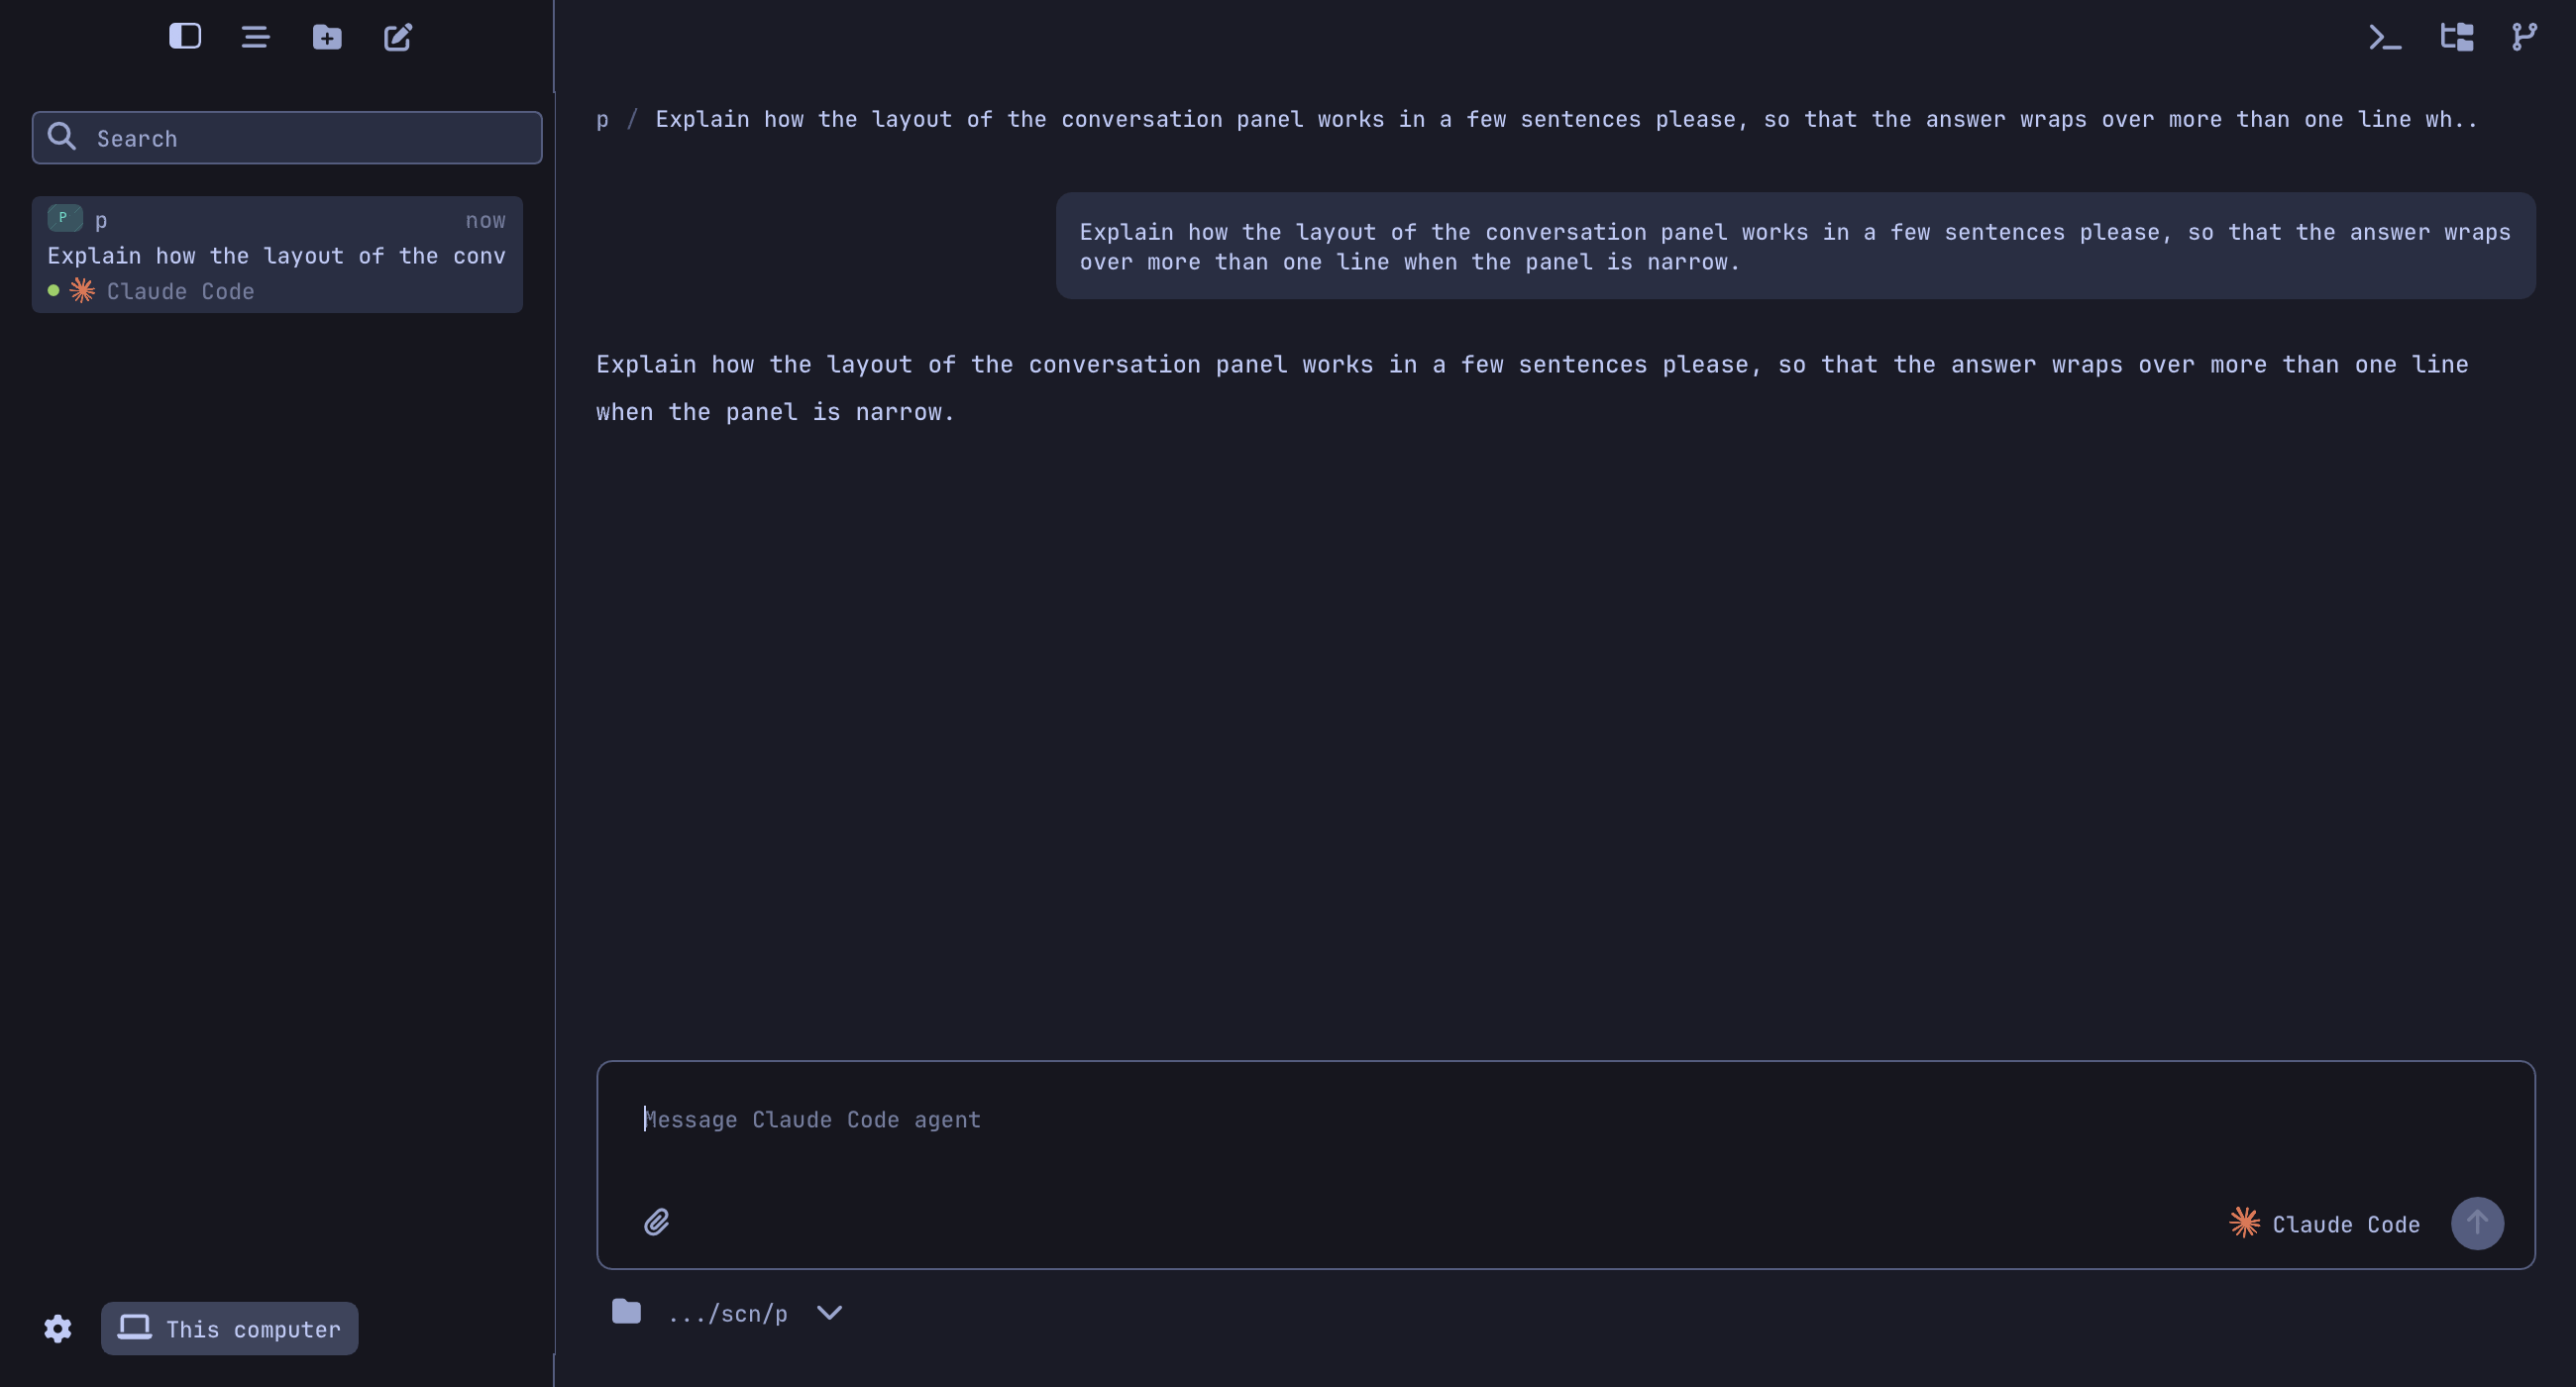 Search
P p now
Explain how the layout of the conv
Claude Code
p / Explain how the layout of the conversation panel works in a few sentences please, so that the answer wraps over more than one line wh..
Explain how the layout of the conversation panel works in a few sentences please, so that the answer wraps
over more than one line when the panel is narrow.
Explain how the layout of the conversation panel works in a few sentences please, so that the answer wraps over more than one line
when the panel is narrow.
Message Claude Code agent
Claude Code
.../scn/p
This computer